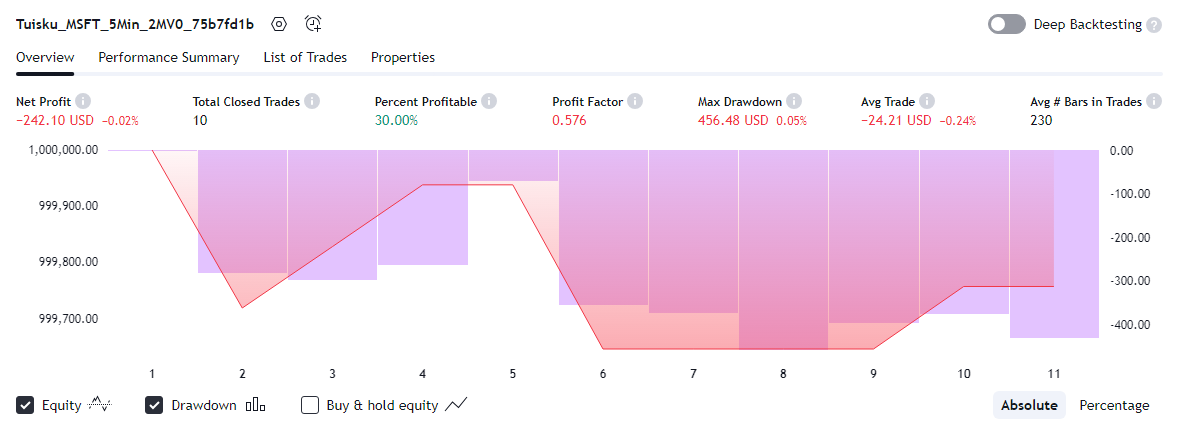 Tuisku_MSFT_5Min_2MV0_75b7fd1b
Deep Backtesting ?
Overview Performance Summary List of Trades Properties
Net Profit Total Closed Trades Percent Profitable Profit Factor Max Drawdown Avg Trade Avg # Bars in Trades
−242.10 USD −0.02% 10 30.00% 0.576 456.48 USD 0.05% −24.21 USD −0.24% 230
1,000,000.00 0.00
999,900.00 -100.00
999,800.00 -200.00
999,700.00 -300.00
-400.00
1 2 3 4 5 6 7 8 9 10 11
Equity Drawdown Buy & hold equity Absolute Percentage